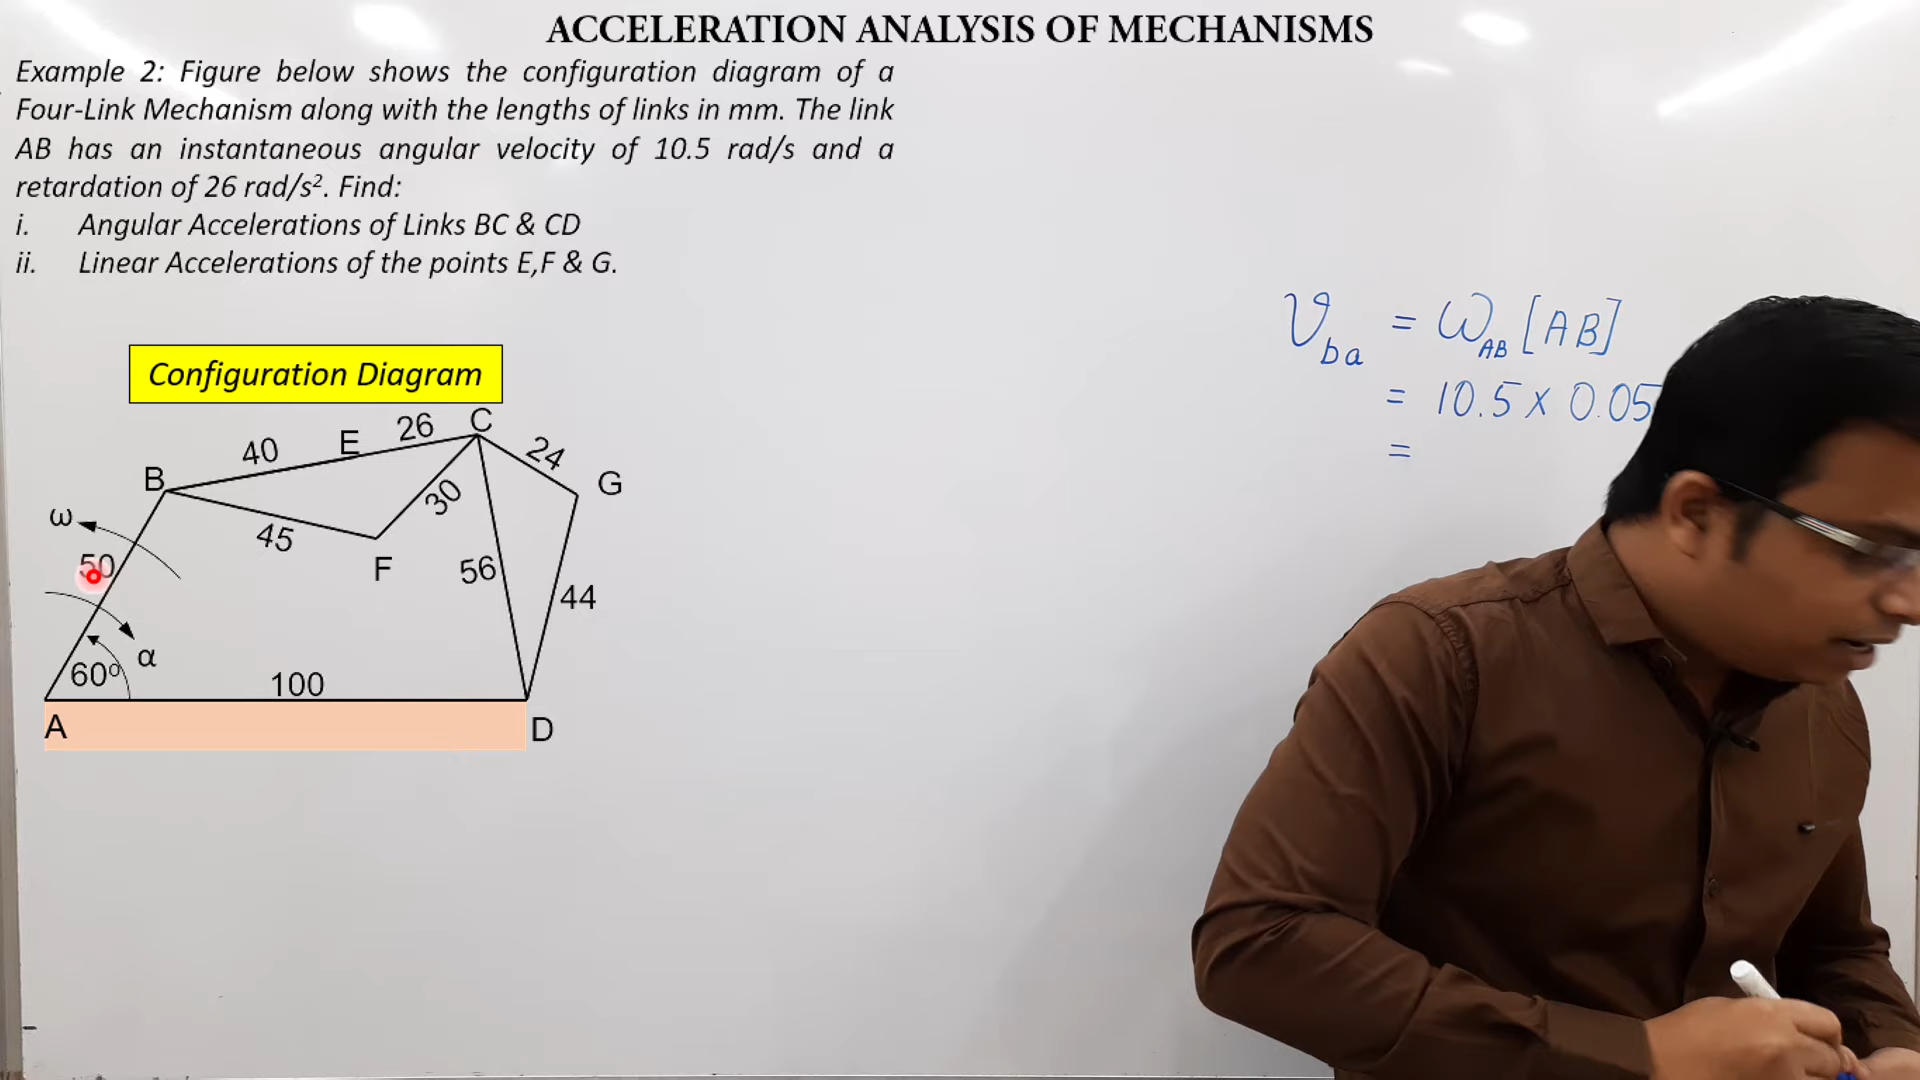 ACCELERATION ANALYSIS OF MECHANISMS
Example 2: Figure below shows the configuration diagram of a
Four-Link Mechanism along with the lengths of links in mm. The link
AB has an instantaneous angular velocity of 10.5 rad/s and a
retardation of 26 rad/s². Find:
i. Angular Accelerations of Links BC & CD
ii. Linear Accelerations of the points E,F & G.
Configuration Diagram
C
26
E
40
24
B
G
30
ω
45
50
F
56
44
α
60⁰
100
A
D
V_ba = ω_AB [AB]
= 10.5 x 0.05
=